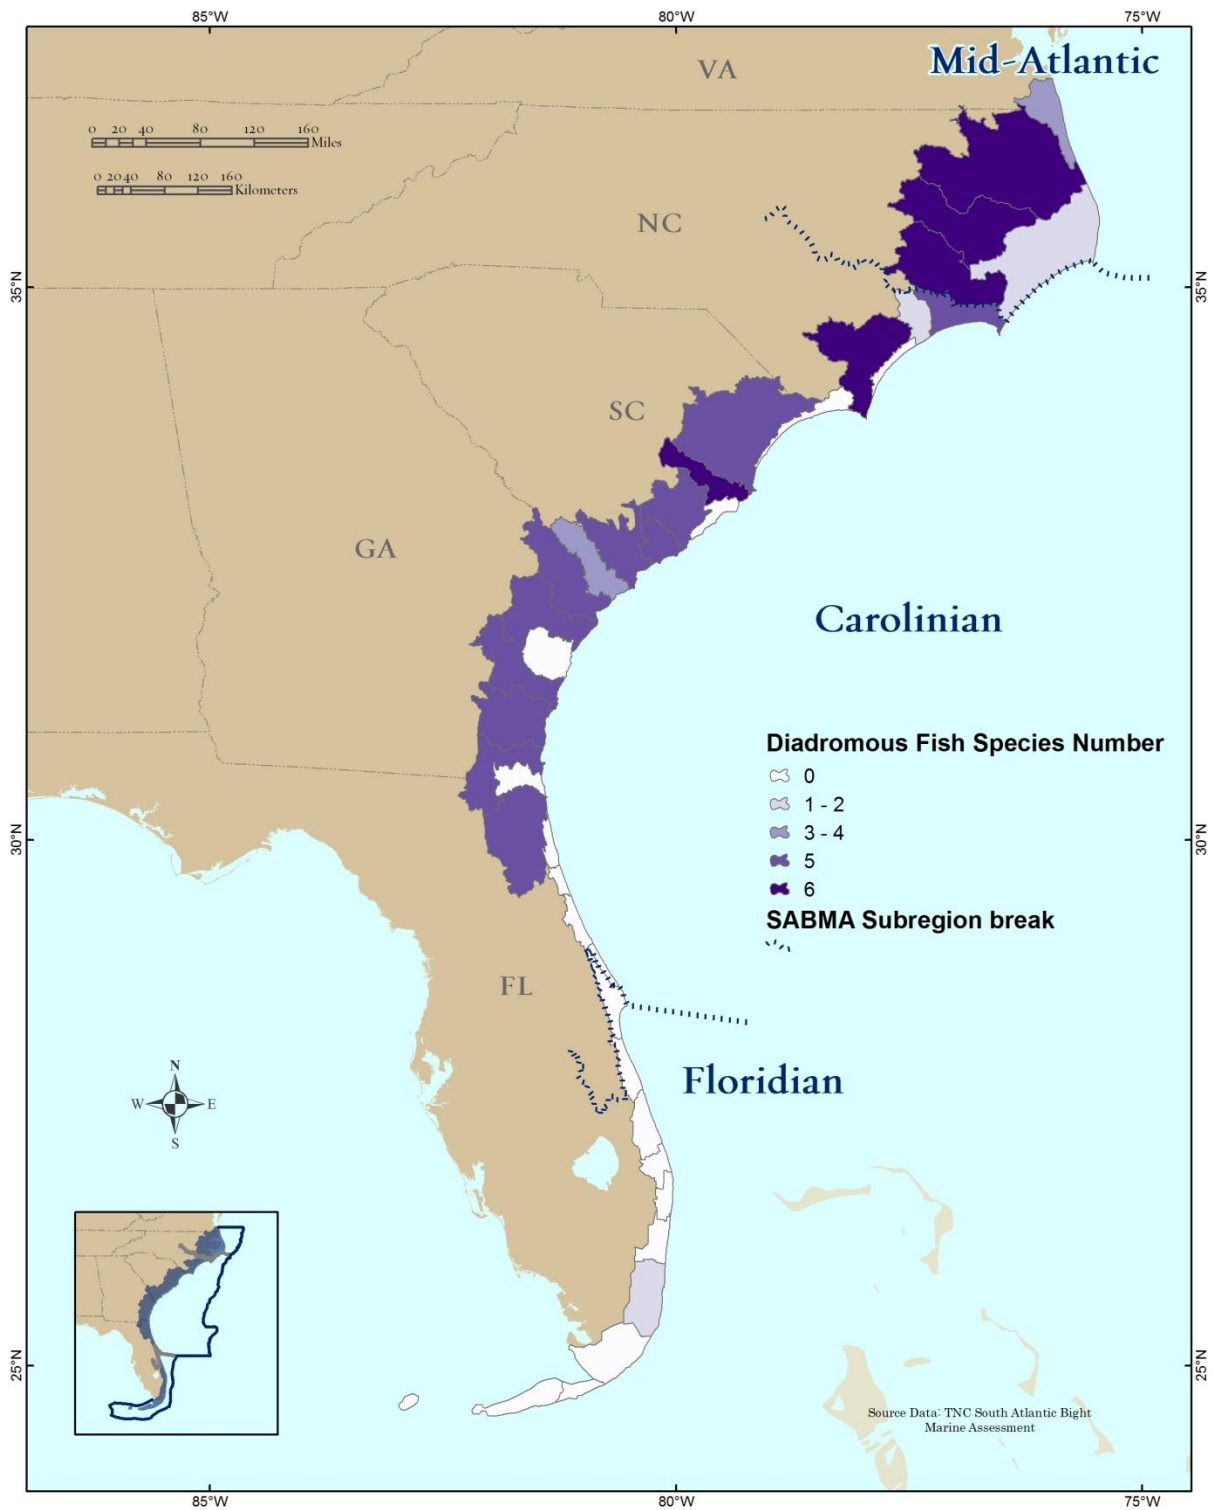 85°W 80°W 75°W
Mid-Atlantic
VA
0 20 40 80 120 160
Miles
0 20 40 80 120 160
Kilometers
NC
35°N 35°N
SC
GA
Carolinian
Diadromous Fish Species Number
0
1 - 2
3 - 4
5
6
SABMA Subregion break
30°N 30°N
FL
Floridian
N
W E
S
25°N 25°N
Source Data: TNC South Atlantic Bight
Marine Assessment
85°W 80°W 75°W